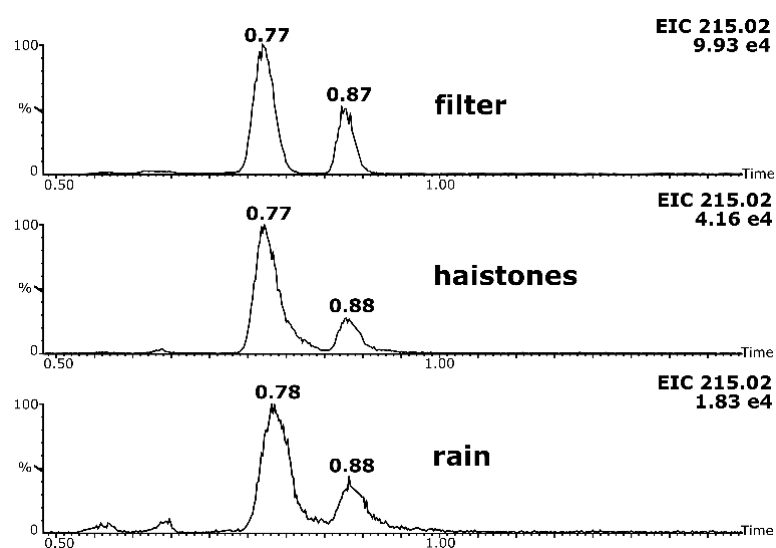 EIC 215.02
9.93 e4
0.77
0.87
filter
100
%
0
0.50
1.00
Time
EIC 215.02
4.16 e4
0.77
0.88
haistones
100
%
0
0.50
1.00
Time
EIC 215.02
1.83 e4
0.78
0.88
rain
100
%
0
0.50
1.00
Time